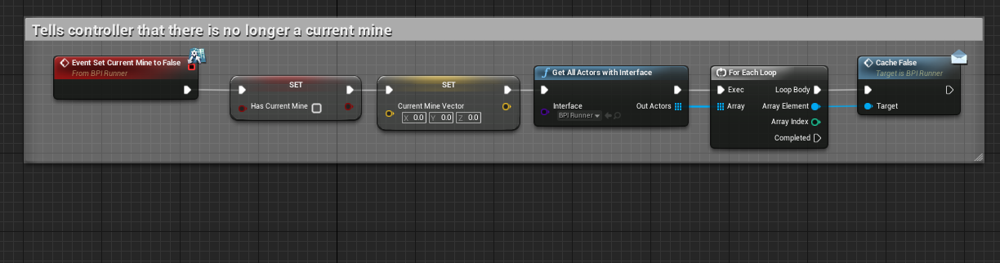 Tells controller that there is no longer a current mine
Event Set Current Mine to False
From BPI Runner
SET
Has Current Mine
SET
Current Mine Vector
X 0.0 Y 0.0 Z 0.0
Get All Actors with Interface
Interface
BPI Runner
Out Actors
For Each Loop
Exec
Loop Body
Array
Array Element
Array Index
Completed
Cache False
Target is BPI Runner
Target